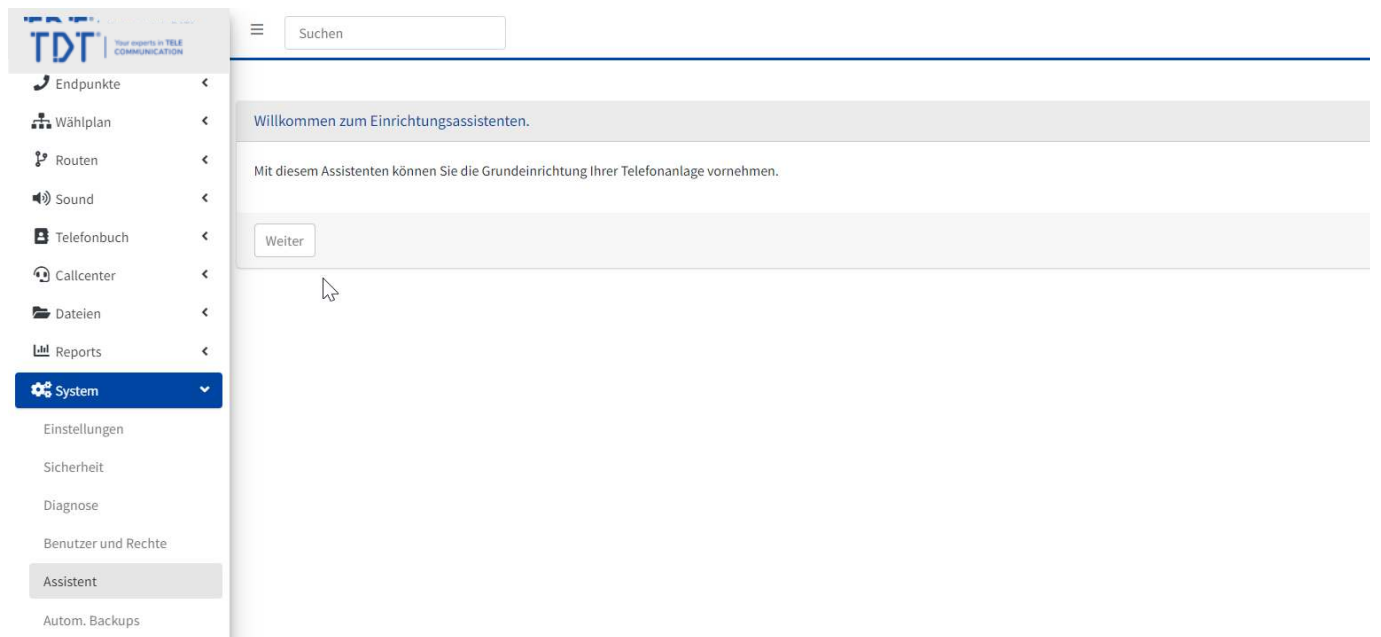 TDT
Your experts in TELE
COMMUNICATION
Suchen
Endpunkte
Wählplan
Routen
Sound
Telefonbuch
Callcenter
Dateien
Reports
System
Einstellungen
Sicherheit
Diagnose
Benutzer und Rechte
Assistent
Autom. Backups
Willkommen zum Einrichtungsassistenten.
Mit diesem Assistenten können Sie die Grundeinrichtung Ihrer Telefonanlage vornehmen.
Weiter